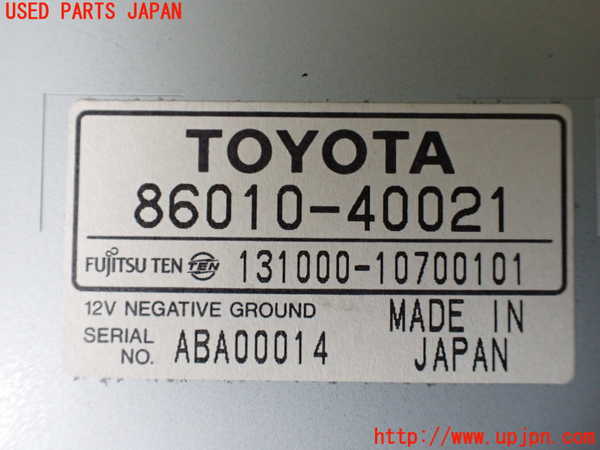 USED PARTS JAPAN
TOYOTA
86010-40021
FUJITSU TEN TEN 131000-10700101
12V NEGATIVE GROUND
MADE IN
SERIAL
NO. ABA00014
JAPAN
http://www.upjpn.com